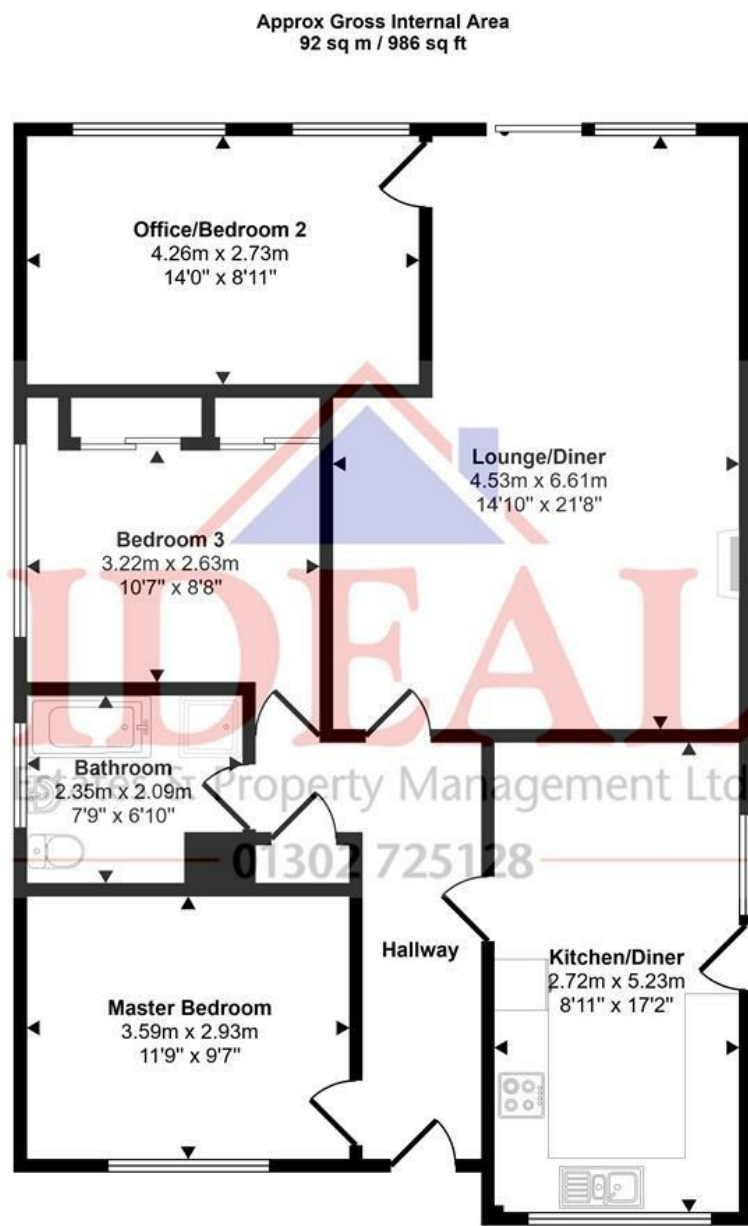 Approx Gross Internal Area
92 sq m / 986 sq ft
Office/Bedroom 2
4.26m x 2.73m
14'0" x 8'11"
Lounge/Diner
4.53m x 6.61m
14'10" x 21'8"
Bedroom 3
3.22m x 2.63m
10'7" x 8'8"
IDEAL
Estates & Property Management Ltd
01302 725128
Bathroom
2.35m x 2.09m
7'9" x 6'10"
Hallway
Kitchen/Diner
2.72m x 5.23m
8'11" x 17'2"
Master Bedroom
3.59m x 2.93m
11'9" x 9'7"